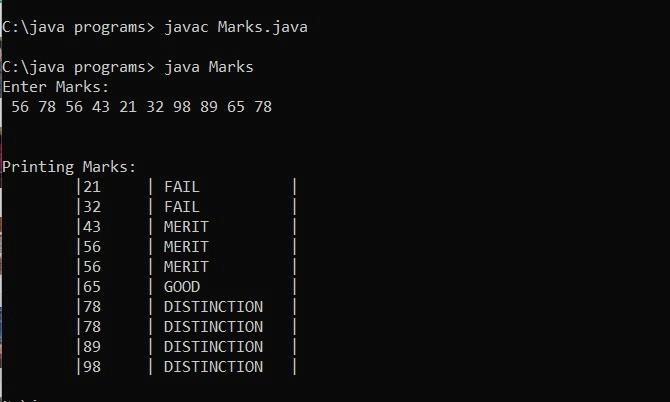 C:\java programs> javac Marks.java
C:\java programs> java Marks
Enter Marks:
56 78 56 43 21 32 98 89 65 78
Printing Marks:
|21 | FAIL |
|32 | FAIL |
|43 | MERIT |
|56 | MERIT |
|56 | MERIT |
|65 | GOOD |
|78 | DISTINCTION |
|78 | DISTINCTION |
|89 | DISTINCTION |
|98 | DISTINCTION |